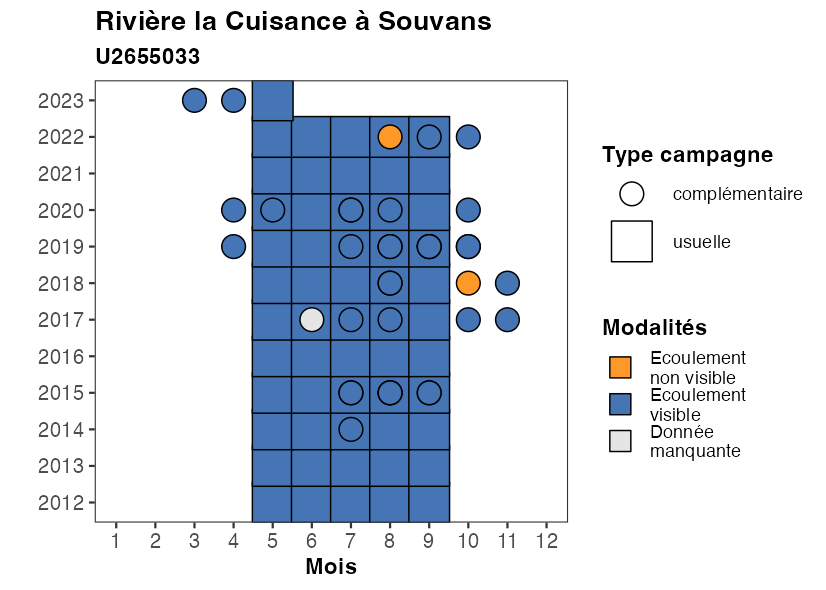 Rivière la Cuisance à Souvans
U2655033
2023
2022
2021
2020
2019
2018
2017
2016
2015
2014
2013
2012
1 2 3 4 5 6 7 8 9 10 11 12
Mois
Type campagne
complémentaire
usuelle
Modalités
Ecoulement
non visible
Ecoulement
visible
Donnée
manquante